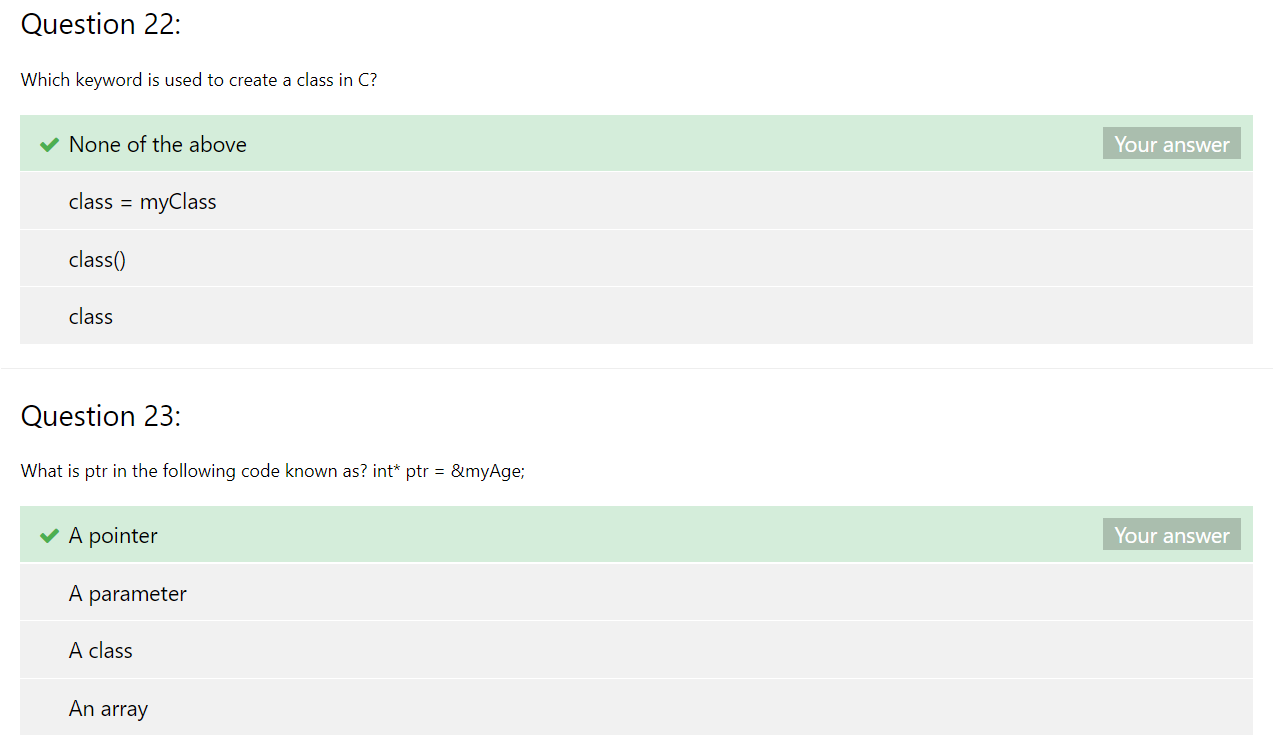 Question 22:
Which keyword is used to create a class in C?
None of the above
Your answer
class = myClass
class()
class
Question 23:
What is ptr in the following code known as? int* ptr = &myAge;
A pointer
Your answer
A parameter
A class
An array